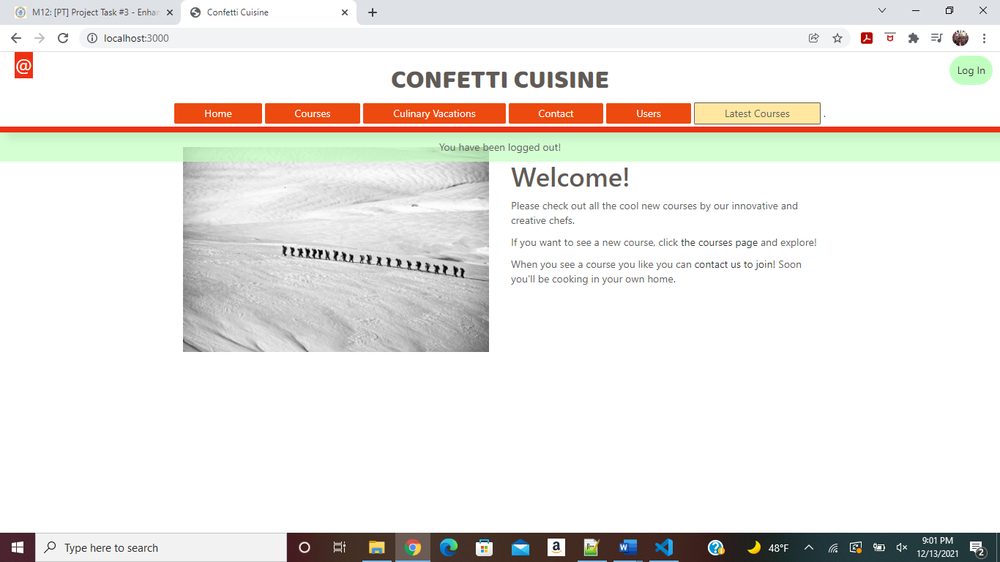 M12: [PT] Project Task #3 - Enhan
Confetti Cuisine
localhost:3000
@
Log In
CONFETTI CUISINE
Home Courses Culinary Vacations Contact Users Latest Courses .
You have been logged out!
Welcome!
Please check out all the cool new courses by our innovative and
creative chefs.
If you want to see a new course, click the courses page and explore!
When you see a course you like you can contact us to join! Soon
you'll be cooking in your own home.
Type here to search
48°F
9:01 PM
12/13/2021
2